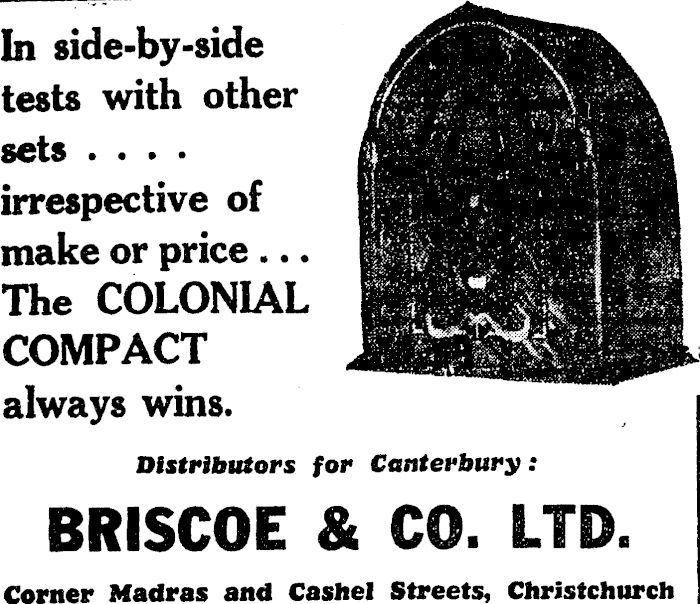 In side-by-side
tests with other
sets . . . .
irrespective of
make or price . . .
The COLONIAL
COMPACT
always wins.
Distributors for Canterbury :
BRISCOE & CO. LTD.
Corner Madras and Cashel Streets, Christchurch